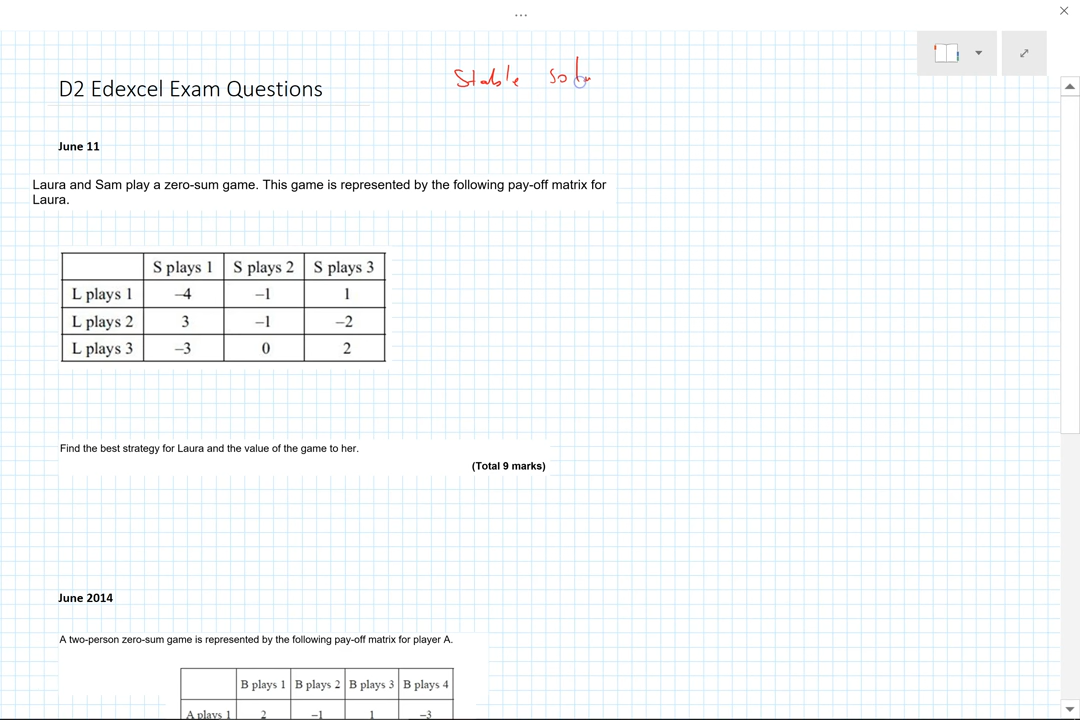 ...
Stable sol
D2 Edexcel Exam Questions
June 11
Laura and Sam play a zero-sum game. This game is represented by the following pay-off matrix for
Laura.
S plays 1 S plays 2 S plays 3
L plays 1 –4 –1 1
L plays 2 3 –1 –2
L plays 3 –3 0 2
Find the best strategy for Laura and the value of the game to her.
(Total 9 marks)
June 2014
A two-person zero-sum game is represented by the following pay-off matrix for player A.
B plays 1 B plays 2 B plays 3 B plays 4
A plays 1 2 –1 1 –3